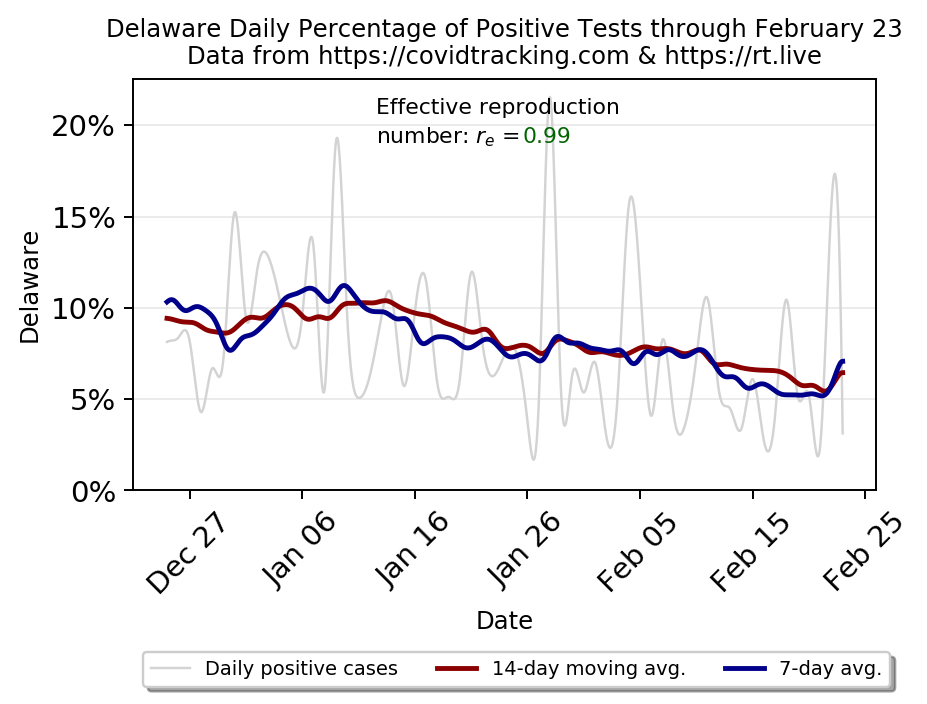 Delaware Daily Percentage of Positive Tests through February 23
Data from https://covidtracking.com & https://rt.live
Effective reproduction
number: rₑ =0.99
20%
15%
10%
5%
0%
Delaware
Dec 27
Jan 06
Jan 16
Jan 26
Feb 05
Feb 15
Feb 25
Date
Daily positive cases
14-day moving avg.
7-day avg.